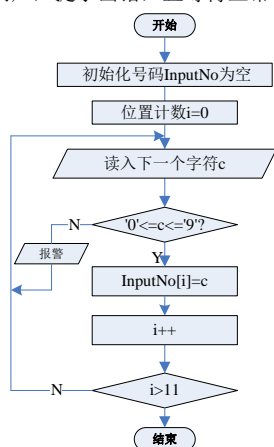 开始
初始化号码InputNo为空
位置计数i=0
读入下一个字符c
'0'<=c<='9'?
N
报警
Y
InputNo[i]=c
i++
i>11
N
结束